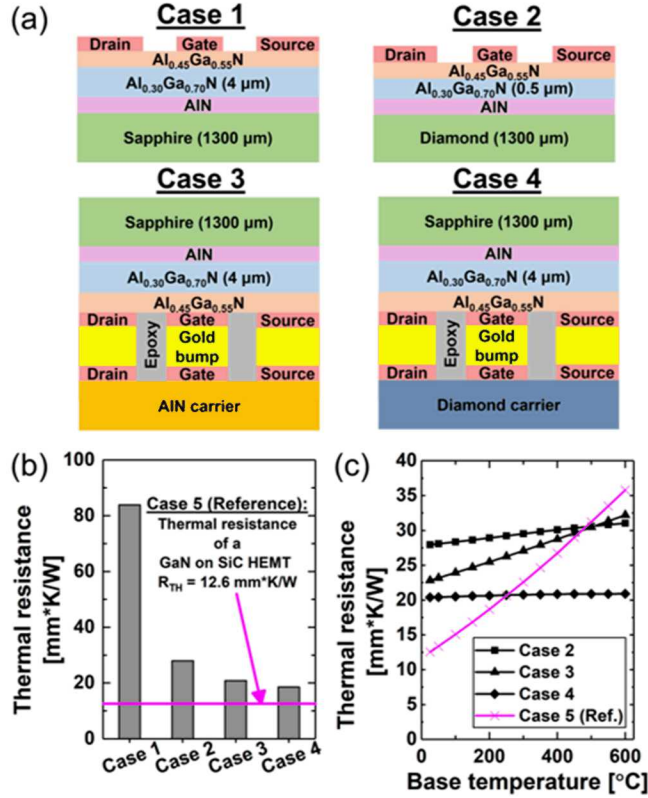 (a)
Case 1
Drain Gate Source
Al0.45Ga0.55N
Al0.30Ga0.70N (4 μm)
AlN
Sapphire (1300 μm)
Case 2
Drain Gate Source
Al0.45Ga0.55N
Al0.30Ga0.70N (0.5 μm)
AlN
Diamond (1300 μm)
Case 3
Sapphire (1300 μm)
AlN
Al0.30Ga0.70N (4 μm)
Al0.45Ga0.55N
Drain Gate Source
Epoxy
Gold
bump
Drain Gate Source
AlN carrier
Case 4
Sapphire (1300 μm)
AlN
Al0.30Ga0.70N (4 μm)
Al0.45Ga0.55N
Drain Gate Source
Epoxy
Gold
bump
Drain Gate Source
Diamond carrier
(b)
Thermal resistance
[mm*K/W]
100
80
60
40
20
0
Case 5 (Reference):
Thermal resistance
of a
GaN on SiC HEMT
RTH = 12.6 mm*K/W
Case 1 Case 2 Case 3 Case 4
(c)
Thermal resistance
[mm*K/W]
40
35
30
25
20
15
10
5
0
Case 2
Case 3
Case 4
Case 5 (Ref.)
0 200 400 600
Base temperature [°C]